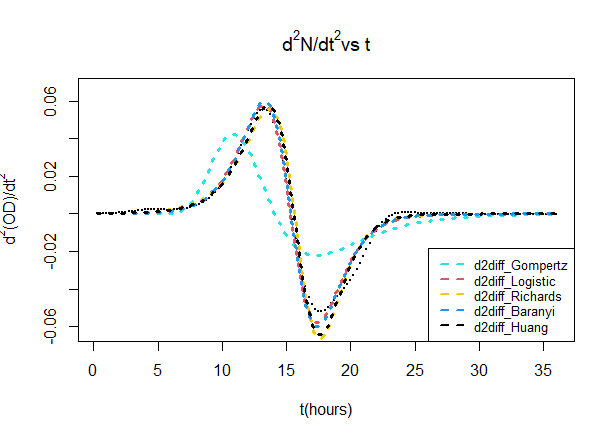 d²N/dt²vs t
d²(OD)/dt²
0.06
0.02
-0.02
-0.06
0 5 10 15 20 25 30 35
t(hours)
d2diff_Gompertz
d2diff_Logistic
d2diff_Richards
d2diff_Baranyi
d2diff_Huang